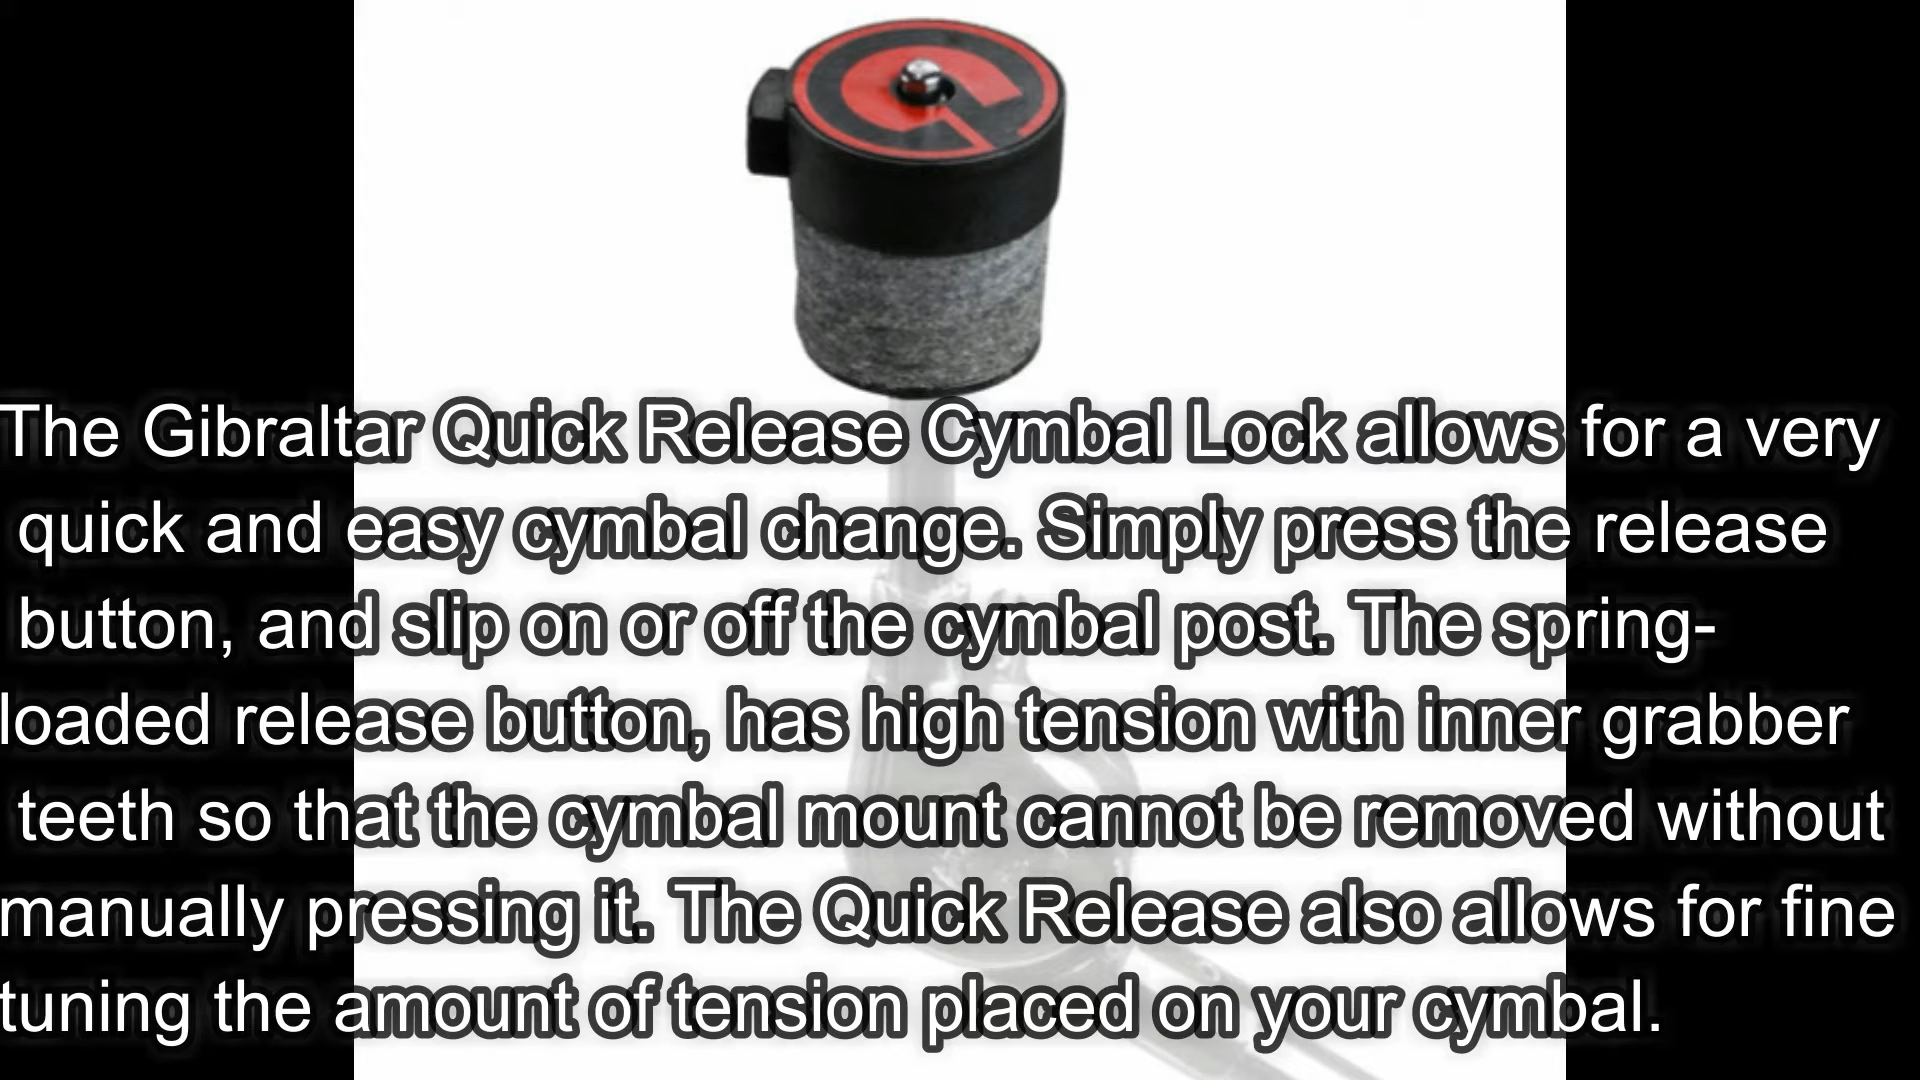 The Gibraltar Quick Release Cymbal Lock allows for a very
quick and easy cymbal change. Simply press the release
button, and slip on or off the cymbal post. The spring-
loaded release button, has high tension with inner grabber
teeth so that the cymbal mount cannot be removed without
manually pressing it. The Quick Release also allows for fine
tuning the amount of tension placed on your cymbal.